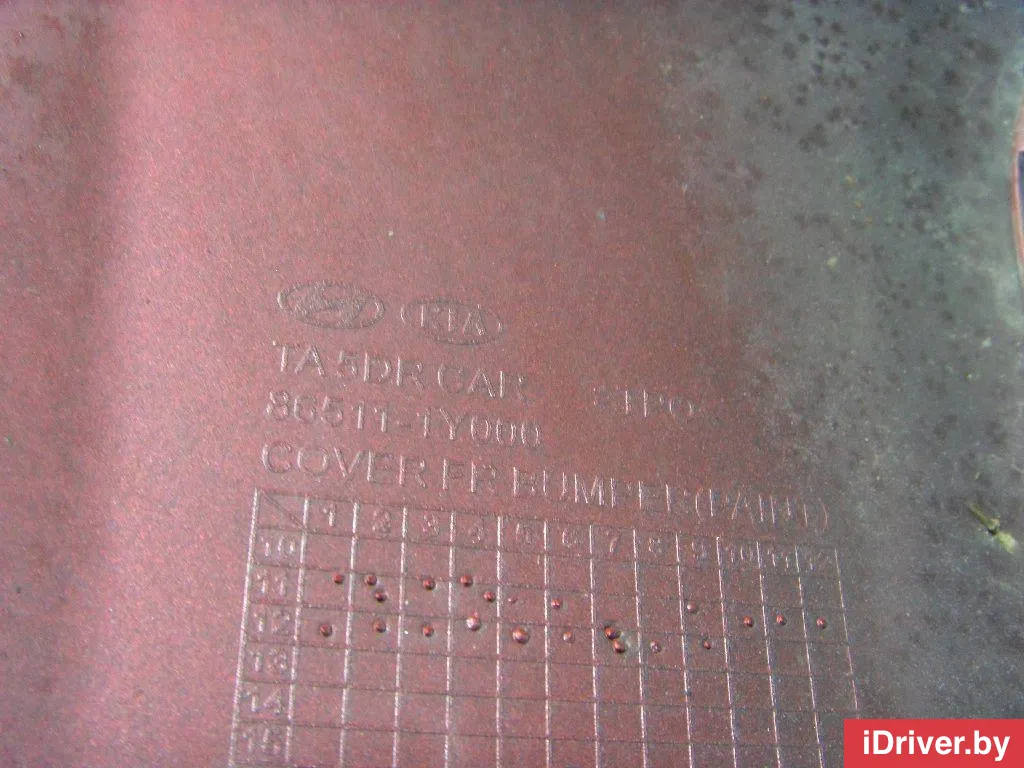 KIA
TA 5DR CAR
86511-1Y000
COVER FR BUMPER(PAINT)
1 2 3 4 5 6 7 8 9 10 11 12
10
11
12
13
14
15
iDriver.by